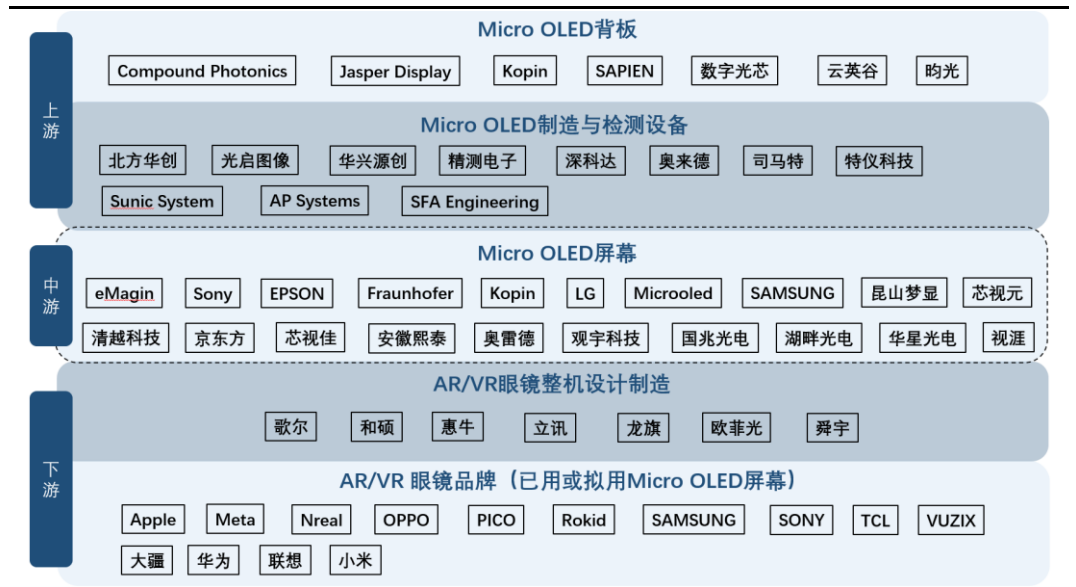 上游
Micro OLED背板
Compound Photonics Jasper Display Kopin SAPIEN 数字光芯 云英谷 昀光
Micro OLED制造与检测设备
北方华创 光启图像 华兴源创 精测电子 深科达 奥来德 司马特 特仪科技
Sunic System AP Systems SFA Engineering
中游
Micro OLED屏幕
eMagin Sony EPSON Fraunhofer Kopin LG Microoled SAMSUNG 昆山梦显 芯视元
清越科技 京东方 芯视佳 安徽熙泰 奥雷德 观宇科技 国兆光电 湖畔光电 华星光电 视涯
下游
AR/VR眼镜整机设计制造
歌尔 和硕 惠牛 立讯 龙旗 欧菲光 舜宇
AR/VR 眼镜品牌（已用或拟用Micro OLED屏幕）
Apple Meta Nreal OPPO PICO Rokid SAMSUNG SONY TCL VUZIX
大疆 华为 联想 小米